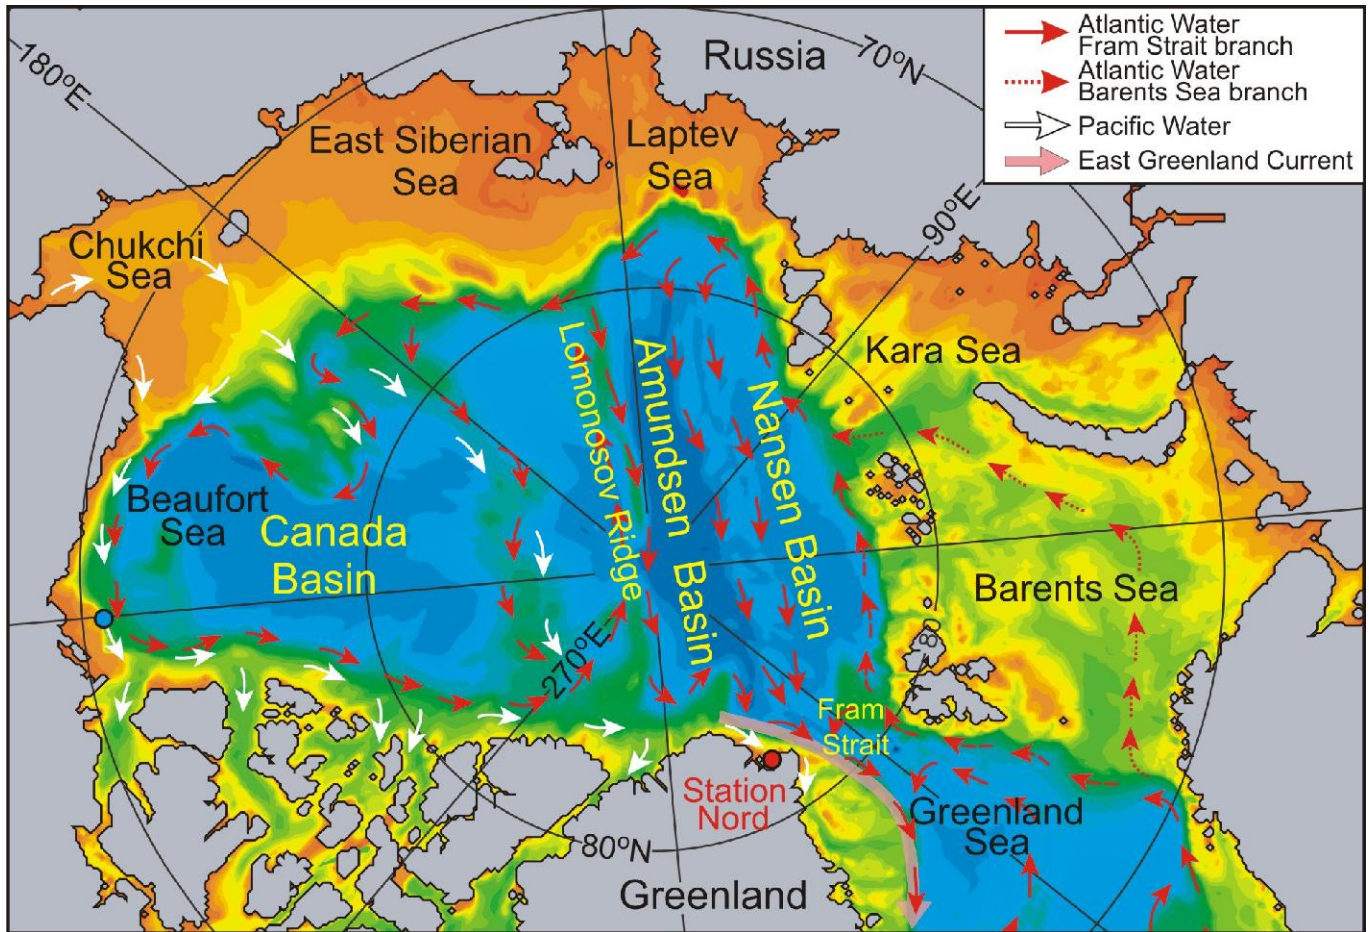 Atlantic Water
Fram Strait branch
Atlantic Water
Barents Sea branch
Pacific Water
East Greenland Current
180°E
Russia
70°N
East Siberian
Sea
Laptev
Sea
90°E
Chukchi
Sea
Kara Sea
Lomonosov Ridge
Amundsen Basin
Nansen Basin
Beaufort
Sea
Canada
Basin
Barents Sea
270°E
Fram
Strait
Station
Nord
Greenland
Sea
80°N
Greenland